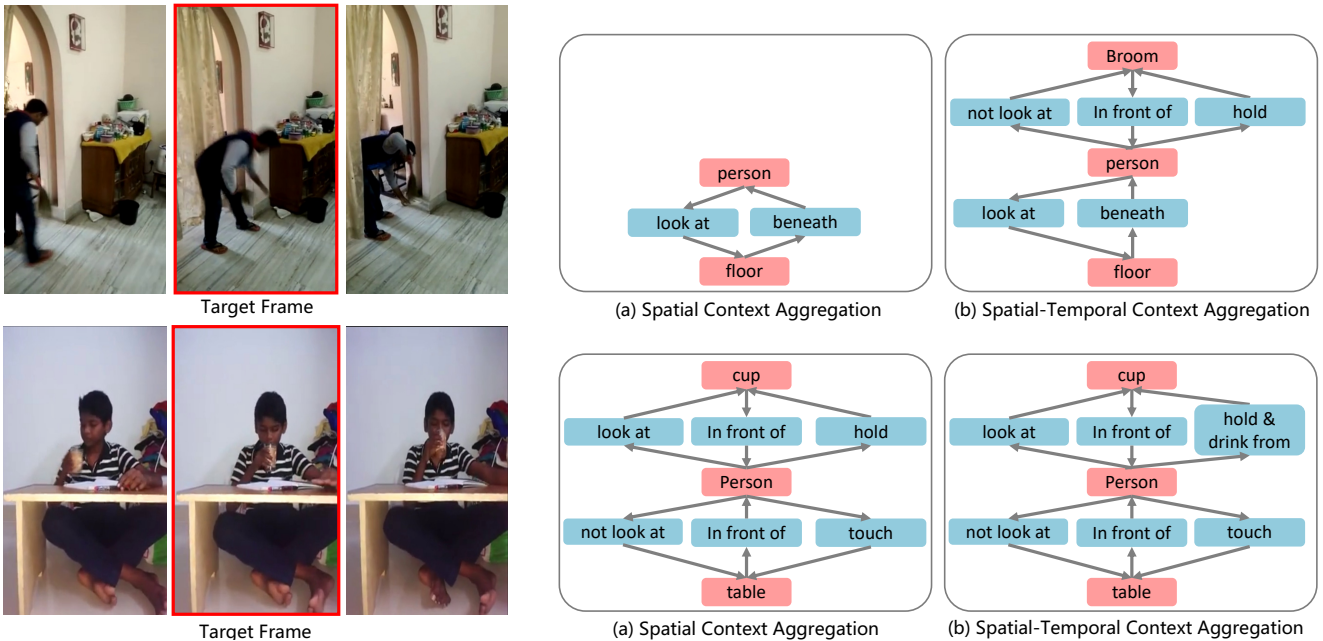 Target Frame
person
look at
beneath
floor
(a) Spatial Context Aggregation
Broom
not look at
In front of
hold
person
look at
beneath
floor
(b) Spatial-Temporal Context Aggregation
Target Frame
cup
look at
In front of
hold
Person
not look at
In front of
touch
table
(a) Spatial Context Aggregation
cup
look at
In front of
hold &
drink from
Person
not look at
In front of
touch
table
(b) Spatial-Temporal Context Aggregation